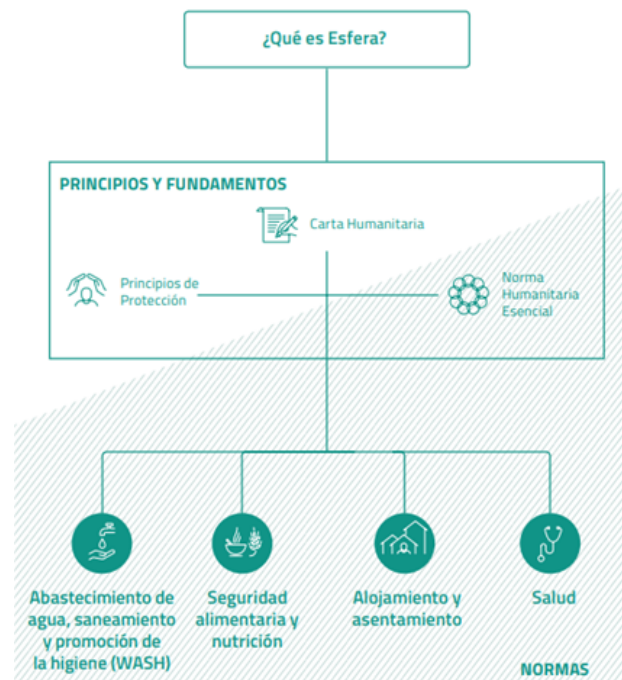 ¿Qué es Esfera?
PRINCIPIOS Y FUNDAMENTOS
Carta Humanitaria
Principios de
Protección
Norma
Humanitaria
Esencial
Abastecimiento de
agua, saneamiento
y promoción de
la higiene (WASH)
Seguridad
alimentaria y
nutrición
Alojamiento y
asentamiento
Salud
NORMAS